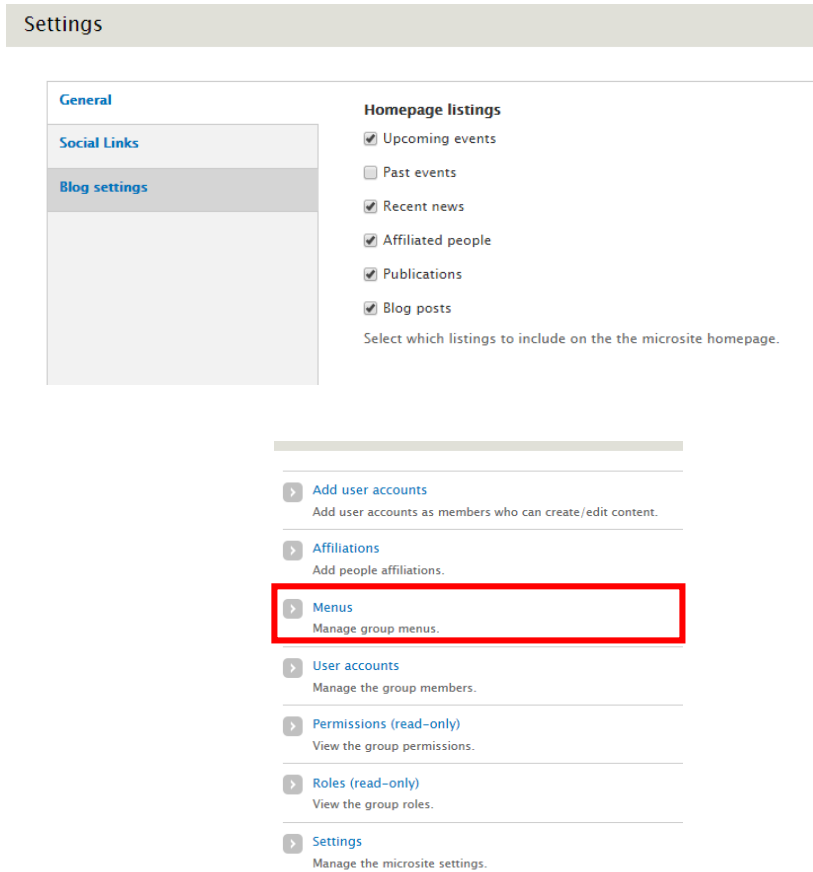 Settings
General
Social Links
Blog settings
Homepage listings
Upcoming events
Past events
Recent news
Affiliated people
Publications
Blog posts
Select which listings to include on the the microsite homepage.
Add user accounts
Add user accounts as members who can create/edit content.
Affiliations
Add people affiliations.
Menus
Manage group menus.
User accounts
Manage the group members.
Permissions (read-only)
View the group permissions.
Roles (read-only)
View the group roles.
Settings
Manage the microsite settings.